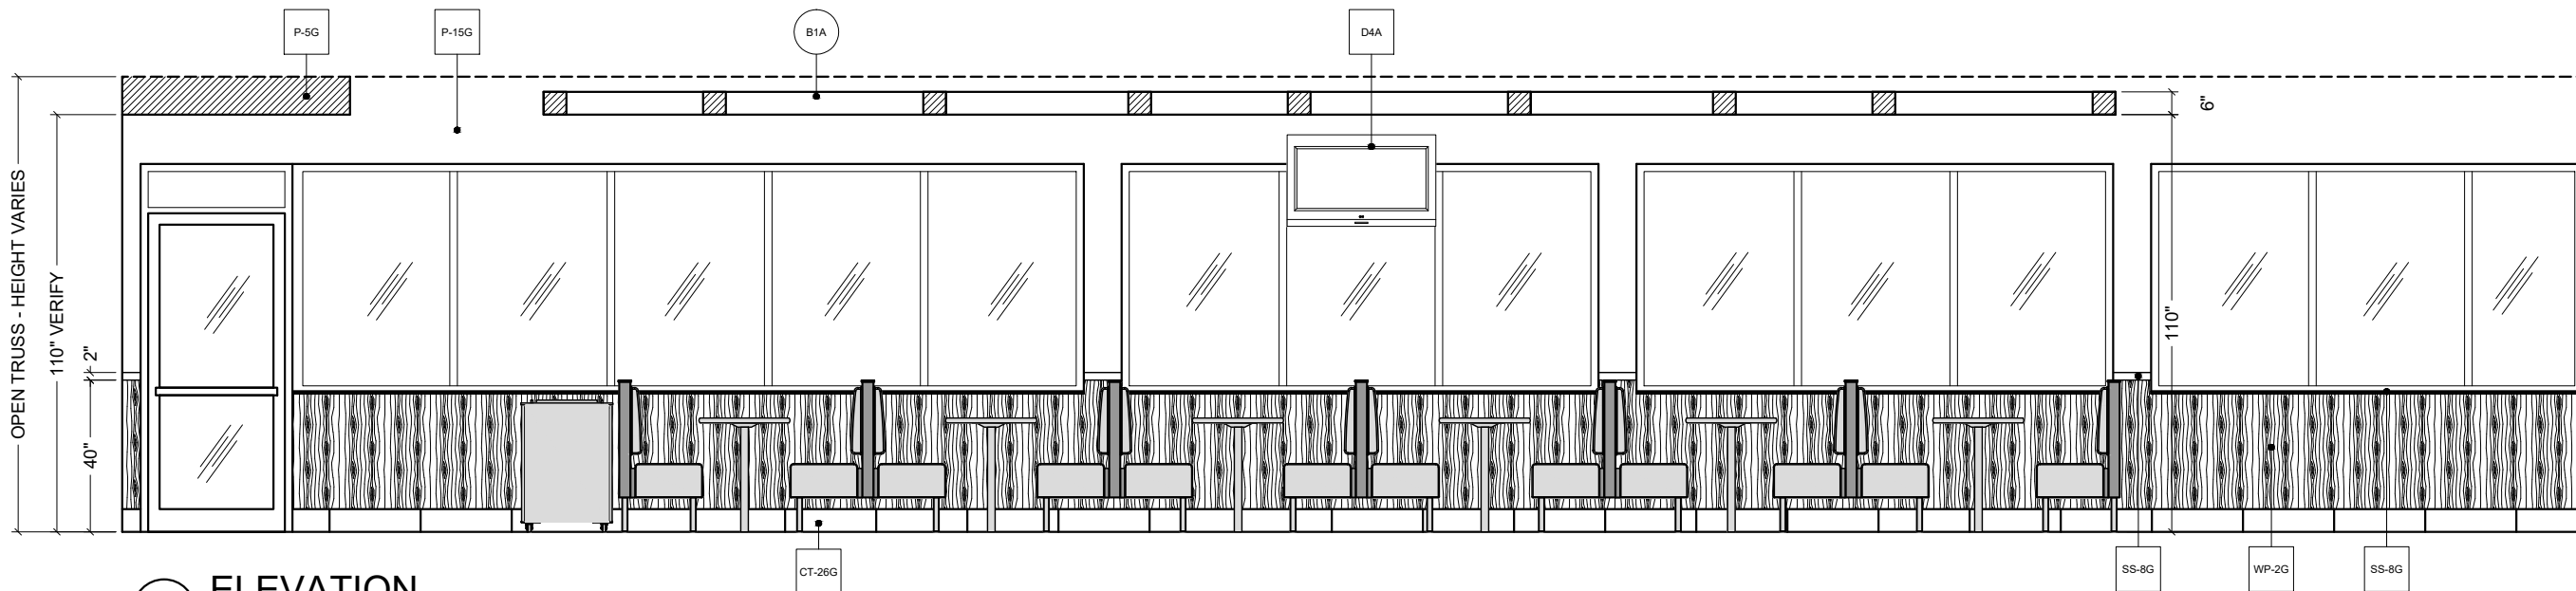 P-5G
P-15G
B1A
D4A
OPEN TRUSS - HEIGHT VARIES
110" VERIFY
2"
40"
6"
110"
CT-26G
SS-8G
WP-2G
SS-8G
ELEVATION